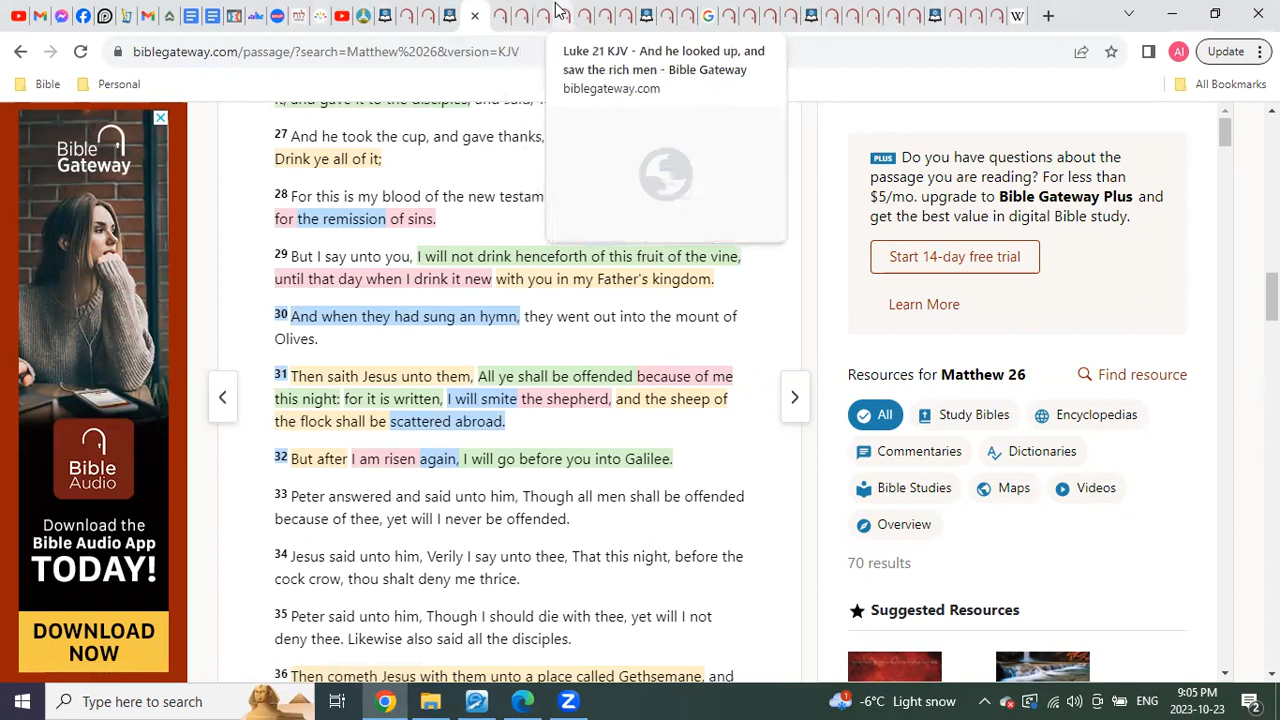 biblegateway.com/passage/?search=Matthew%2026&version=KJV
AI
Update
Bible
Personal
All Bookmarks
Luke 21 KJV - And he looked up, and
saw the rich men - Bible Gateway
biblegateway.com
Bible
Gateway
Bible
Audio
Download the
Bible Audio App
TODAY!
DOWNLOAD
NOW
it, and gave it to the disciples, and said,
27 And he took the cup, and gave thanks,
Drink ye all of it;
28 For this is my blood of the new testam
for the remission of sins.
29 But I say unto you, I will not drink henceforth of this fruit of the vine,
until that day when I drink it new with you in my Father's kingdom.
30 And when they had sung an hymn, they went out into the mount of
Olives.
31 Then saith Jesus unto them, All ye shall be offended because of me
this night: for it is written, I will smite the shepherd, and the sheep of
the flock shall be scattered abroad.
32 But after I am risen again, I will go before you into Galilee.
33 Peter answered and said unto him, Though all men shall be offended
because of thee, yet will I never be offended.
34 Jesus said unto him, Verily I say unto thee, That this night, before the
cock crow, thou shalt deny me thrice.
35 Peter said unto him, Though I should die with thee, yet will I not
deny thee. Likewise also said all the disciples.
36 Then cometh Jesus with them unto a place called Gethsemane, and
PLUS Do you have questions about the
passage you are reading? For less than
$5/mo. upgrade to Bible Gateway Plus and
get the best value in digital Bible study.
Start 14-day free trial
Learn More
Resources for Matthew 26
Find resource
All
Study Bibles
Encyclopedias
Commentaries
Dictionaries
Bible Studies
Maps
Videos
Overview
70 results
Suggested Resources
Type here to search
1
-6°C Light snow
ENG
9:05 PM
2023-10-23
2